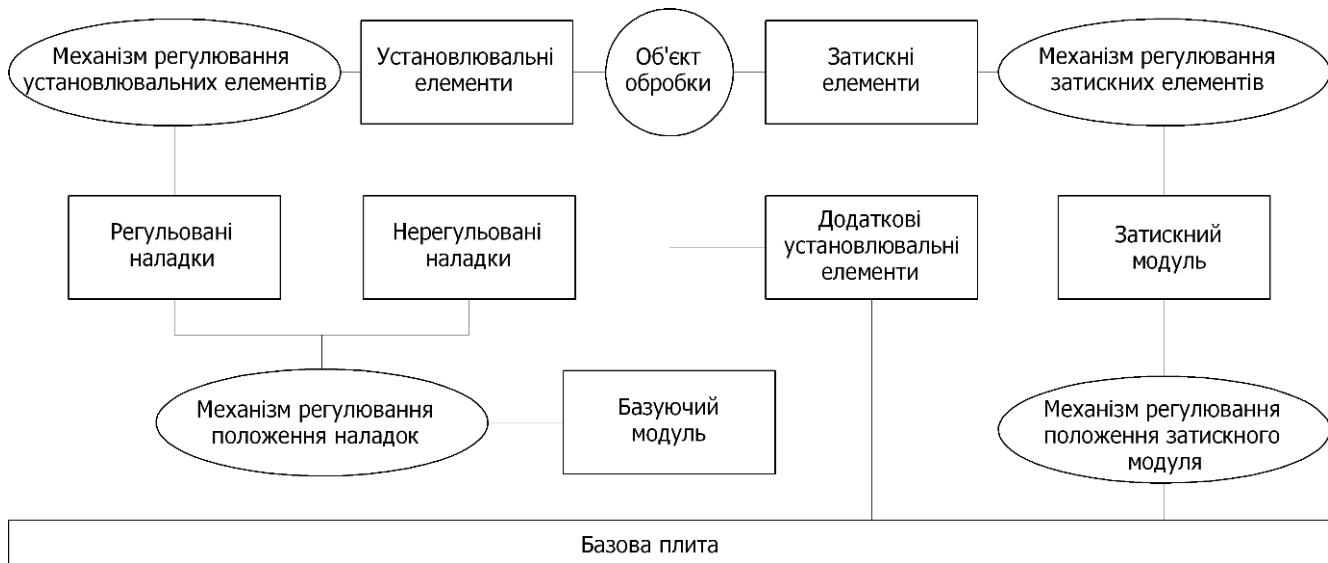 Механізм регулювання
установлювальних елементів
Установлювальні
елементи
Об'єкт
обробки
Затискні
елементи
Механізм регулювання
затискних елементів
Регульовані
наладки
Нерегульовані
наладки
Додаткові
установлювальні
елементи
Затискний
модуль
Механізм регулювання
положення наладок
Базуючий
модуль
Механізм регулювання
положення затискного
модуля
Базова плита